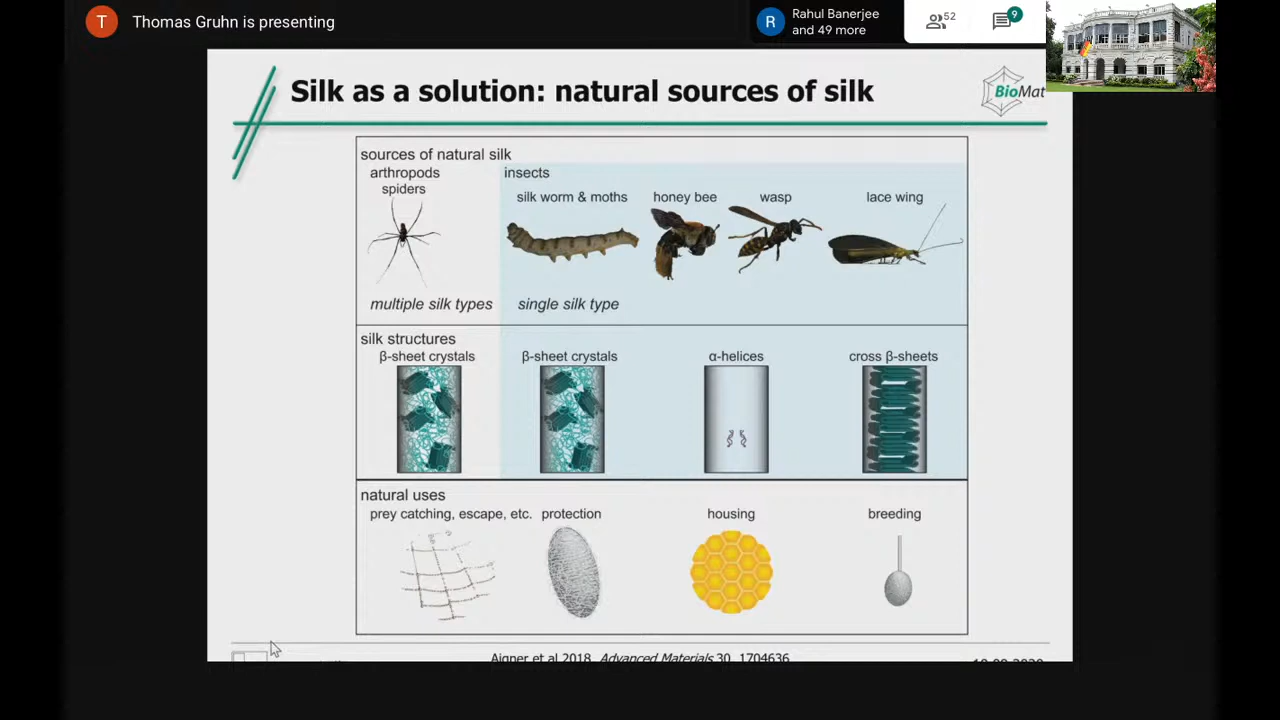 T
Thomas Gruhn is presenting
R
Rahul Banerjee
and 49 more
52
9
Silk as a solution: natural sources of silk
BioMat
sources of natural silk
arthropods
insects
spiders
silk worm & moths
honey bee
wasp
lace wing
multiple silk types
single silk type
silk structures
β-sheet crystals
β-sheet crystals
α-helices
cross β-sheets
natural uses
prey catching, escape, etc.
protection
housing
breeding
Aigner et al 2018, Advanced Materials 30, 1704636